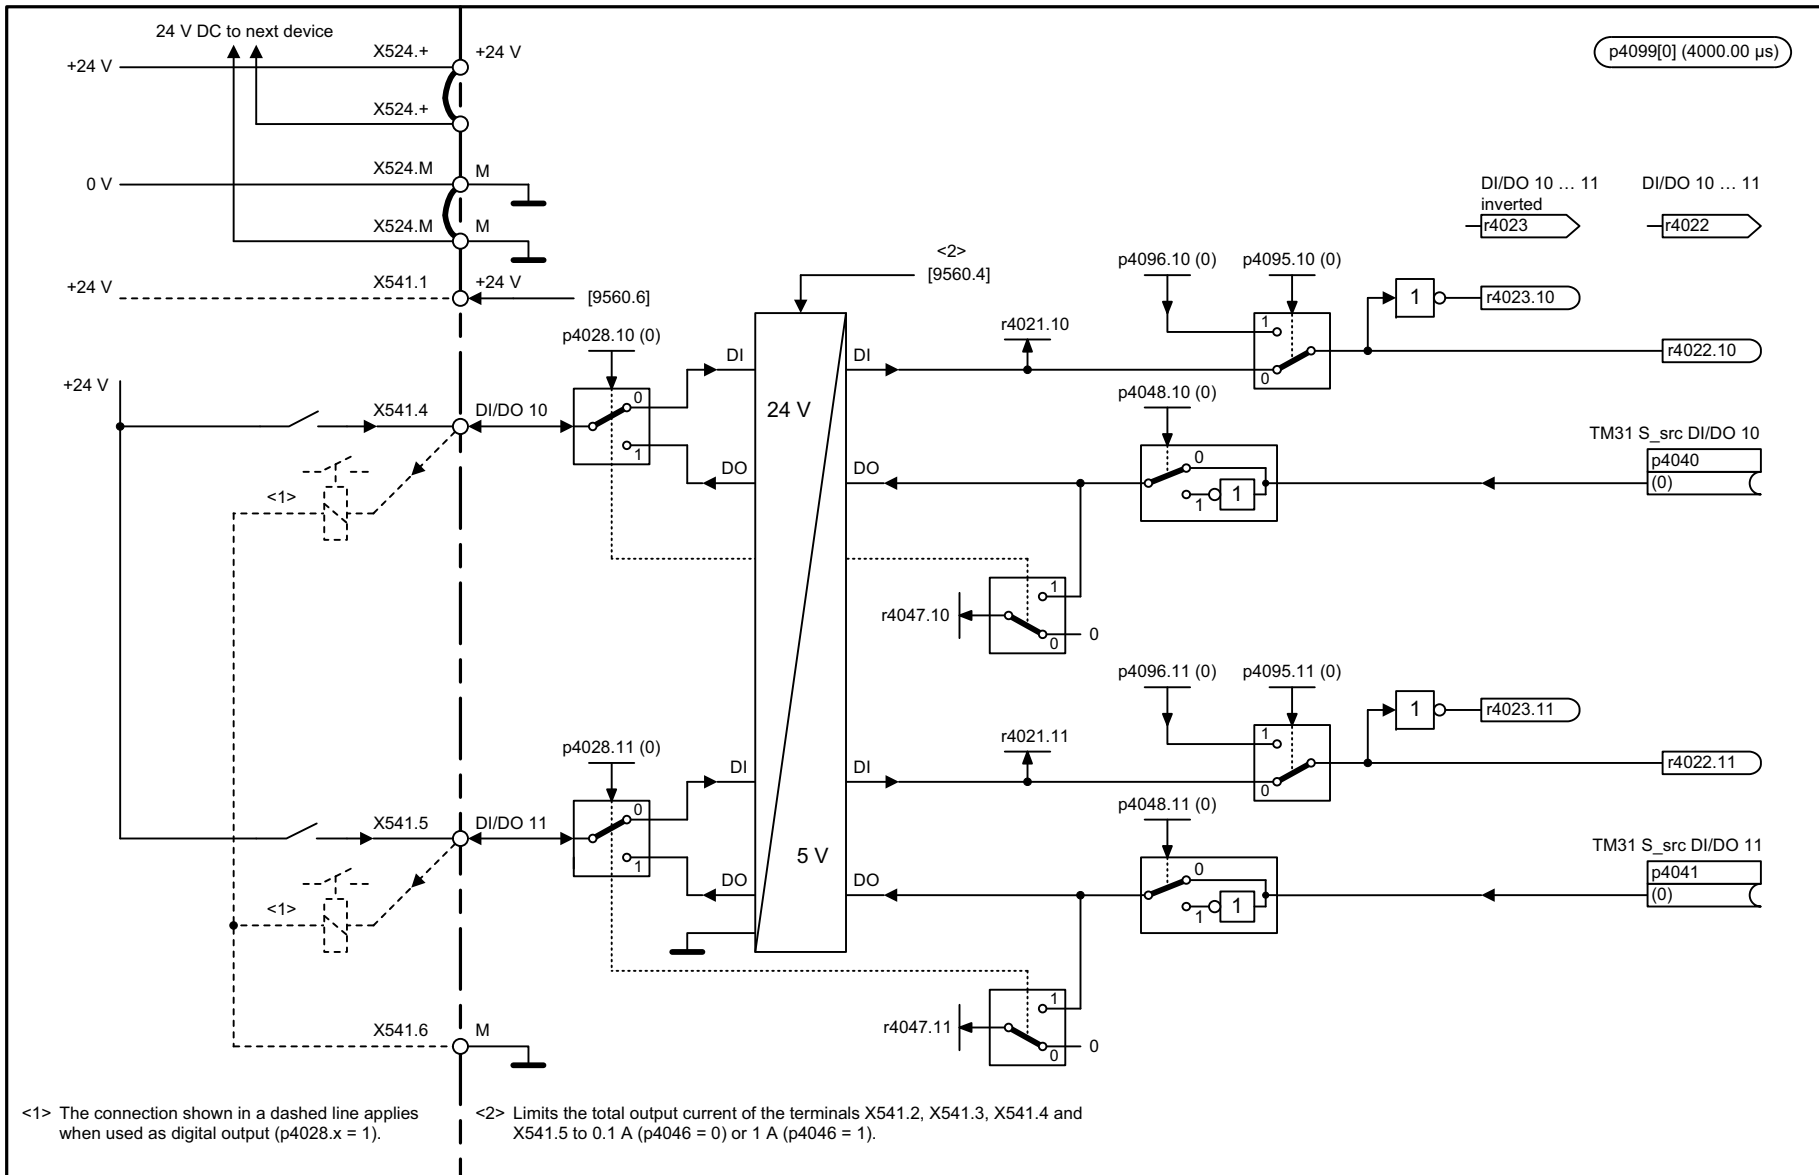 24 V DC to next device
X524.+
+24 V
+24 V
p4099[0] (4000.00 µs)
X524.+
X524.M
M
0 V
DI/DO 10 … 11
inverted
DI/DO 10 … 11
X524.M
M
r4023
r4022
<2>
[9560.4]
p4096.10 (0)
p4095.10 (0)
+24 V
X541.1
+24 V
[9560.6]
1
r4023.10
p4028.10 (0)
r4021.10
1
DI
DI
r4022.10
0
+24 V
p4048.10 (0)
0
X541.4
DI/DO 10
24 V
TM31 S_src DI/DO 10
1
0
p4040
DO
DO
(0)
<1>
1
1
1
r4047.10
0
0
p4096.11 (0)
p4095.11 (0)
1
r4023.11
p4028.11 (0)
r4021.11
1
DI
DI
r4022.11
0
p4048.11 (0)
0
X541.5
DI/DO 11
TM31 S_src DI/DO 11
5 V
1
0
p4041
DO
DO
(0)
<1>
1
1
1
r4047.11
0
0
X541.6
M
<1> The connection shown in a dashed line applies
when used as digital output (p4028.x = 1).
<2> Limits the total output current of the terminals X541.2, X541.3, X541.4 and
X541.5 to 0.1 A (p4046 = 0) or 1 A (p4046 = 1).